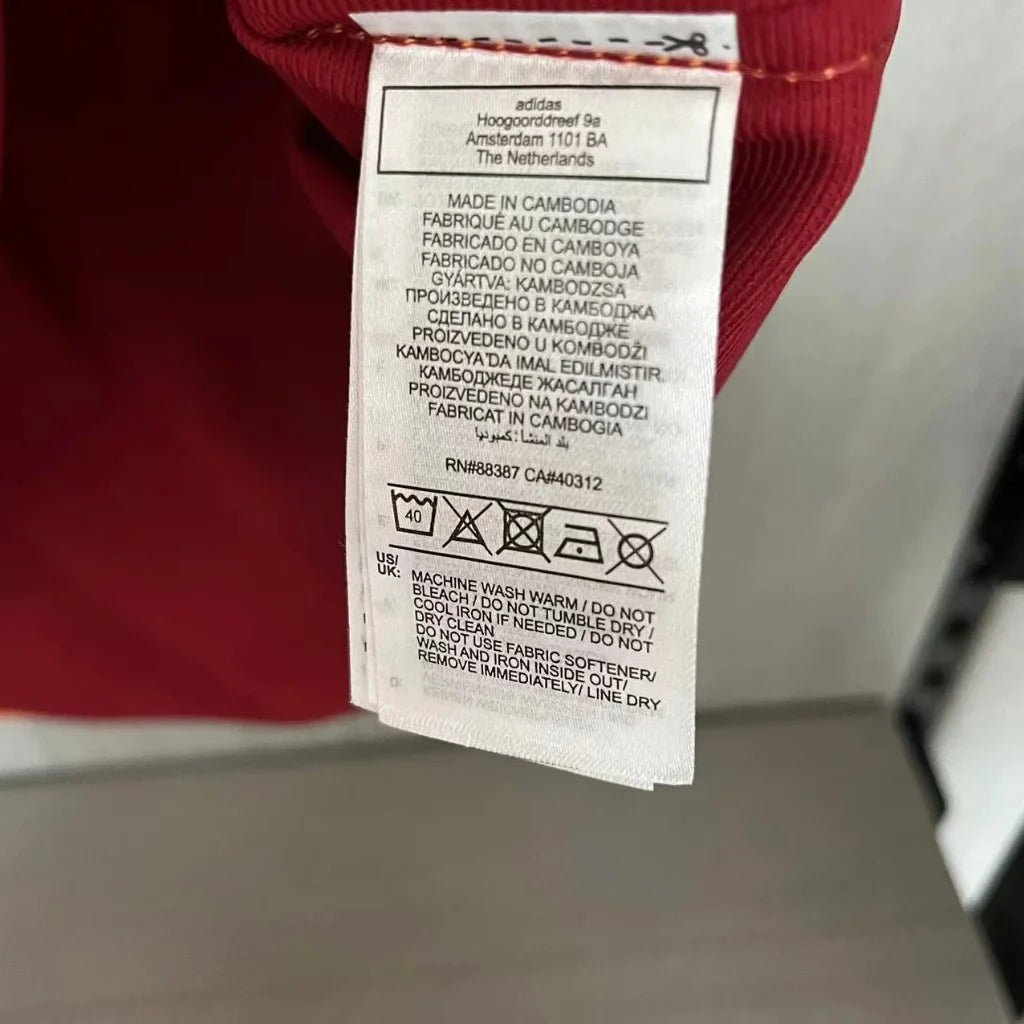 adidas
Hoogoorddreef 9a
Amsterdam 1101 BA
The Netherlands
MADE IN CAMBODIA
FABRIQUÉ AU CAMBODGE
FABRICADO EN CAMBOYA
FABRICADO NO CAMBOJA
GYÁRTVA: KAMBODZSA
ПРОИЗВЕДЕНО В КАМБОДЖА
СДЕЛАНО В КАМБОДЖЕ
PROIZVEDENO U KOMBODŽI
KAMBOCYA'DA IMAL EDILMISTIR.
КАМБОДЖЕДЕ ЖАСАЛҒАН
PROIZVEDENO NA KAMBODZI
FABRICAT IN CAMBOGIA
بلد المنشأ: كمبوديا
RN#88387 CA#40312
40
US/
UK:
MACHINE WASH WARM / DO NOT
BLEACH / DO NOT TUMBLE DRY /
COOL IRON IF NEEDED / DO NOT
DRY CLEAN
DO NOT USE FABRIC SOFTENER/
WASH AND IRON INSIDE OUT/
REMOVE IMMEDIATELY/ LINE DRY